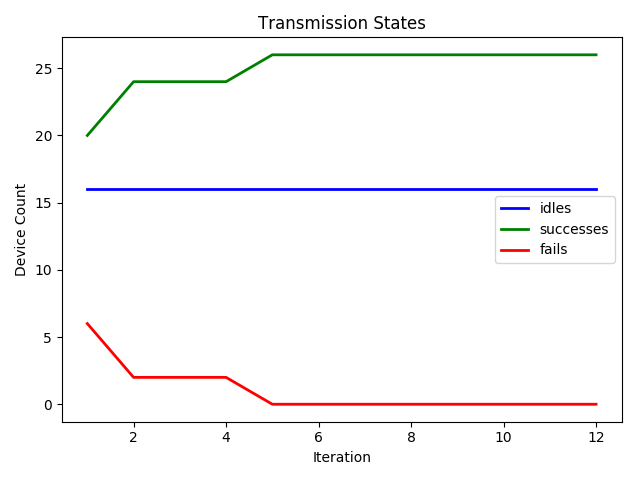 Transmission States
Device Count
25
20
15
10
5
0
idles
successes
fails
2 4 6 8 10 12
Iteration